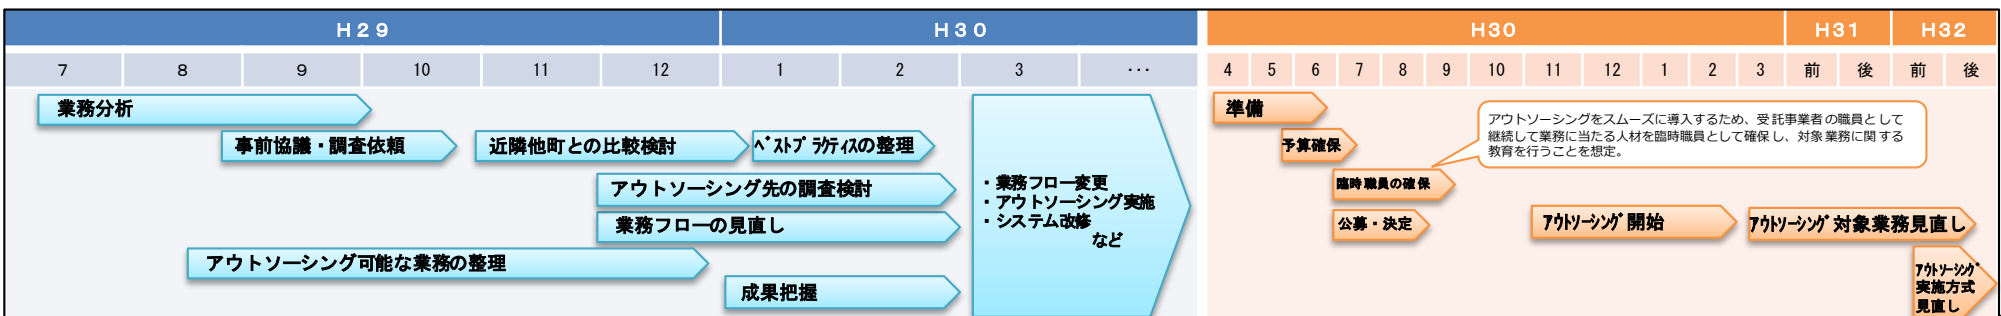 H29
H30
7 8 9 10 11 12 1 2 3 ･･･
業務分析
事前協議・調査依頼
近隣他町との比較検討
ﾍﾞｽﾄﾌﾟﾗｸﾃｨｽの整理
アウトソーシング先の調査検討
業務フローの見直し
アウトソーシング可能な業務の整理
成果把握
・業務フロー変更
・アウトソーシング実施
・システム改修
など
H30
H31
H32
4 5 6 7 8 9 10 11 12 1 2 3 前 後 前 後
準備
予算確保
臨時職員の確保
公募・決定
アウトソーシングをスムーズに導入するため、受託事業者の職員として
継続して業務に当たる人材を臨時職員として確保し、対象業務に関する
教育を行うことを想定。
ｱｳﾄｿｰｼﾝｸﾞ開始
ｱｳﾄｿｰｼﾝｸﾞ対象業務見直し
ｱｳﾄｿｰｼﾝｸﾞ
実施方式
見直し